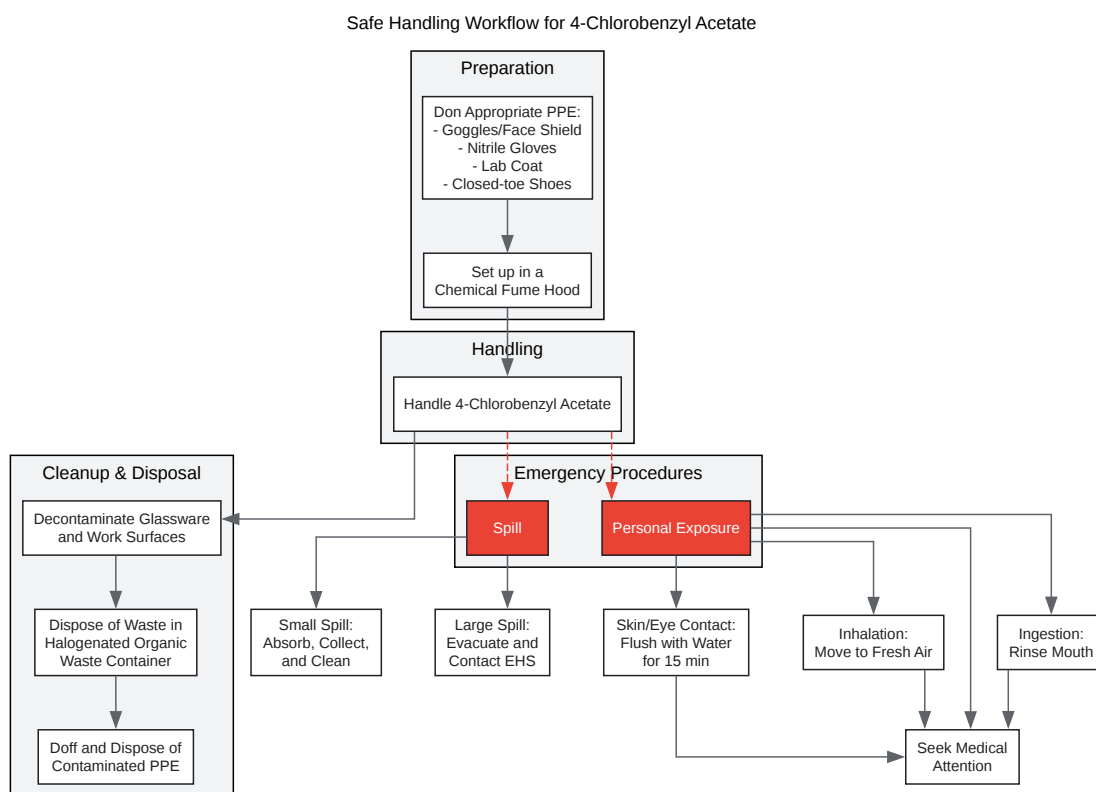 Safe Handling Workflow for 4-Chlorobenzyl Acetate
Preparation
Don Appropriate PPE:
- Goggles/Face Shield
- Nitrile Gloves
- Lab Coat
- Closed-toe Shoes
Set up in a
Chemical Fume Hood
Handling
Handle 4-Chlorobenzyl Acetate
Cleanup & Disposal
Decontaminate Glassware
and Work Surfaces
Dispose of Waste in
Halogenated Organic
Waste Container
Doff and Dispose of
Contaminated PPE
Emergency Procedures
Spill
Personal Exposure
Small Spill:
Absorb, Collect,
and Clean
Large Spill:
Evacuate and
Contact EHS
Skin/Eye Contact:
Flush with Water
for 15 min
Inhalation:
Move to Fresh Air
Ingestion:
Rinse Mouth
Seek Medical
Attention